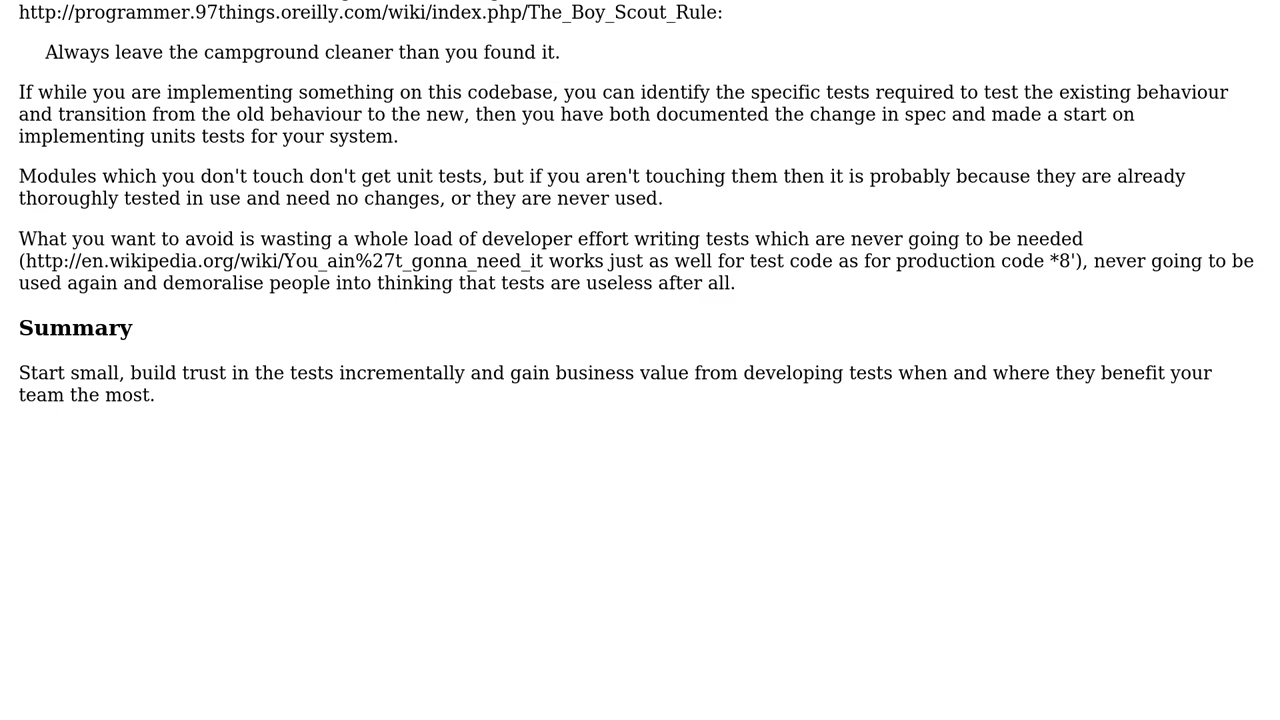 http://programmer.97things.oreilly.com/wiki/index.php/The_Boy_Scout_Rule:
Always leave the campground cleaner than you found it.
If while you are implementing something on this codebase, you can identify the specific tests required to test the existing behaviour
and transition from the old behaviour to the new, then you have both documented the change in spec and made a start on
implementing units tests for your system.
Modules which you don't touch don't get unit tests, but if you aren't touching them then it is probably because they are already
thoroughly tested in use and need no changes, or they are never used.
What you want to avoid is wasting a whole load of developer effort writing tests which are never going to be needed
(http://en.wikipedia.org/wiki/You_ain%27t_gonna_need_it works just as well for test code as for production code *8'), never going to be
used again and demoralise people into thinking that tests are useless after all.
Summary
Start small, build trust in the tests incrementally and gain business value from developing tests when and where they benefit your
team the most.